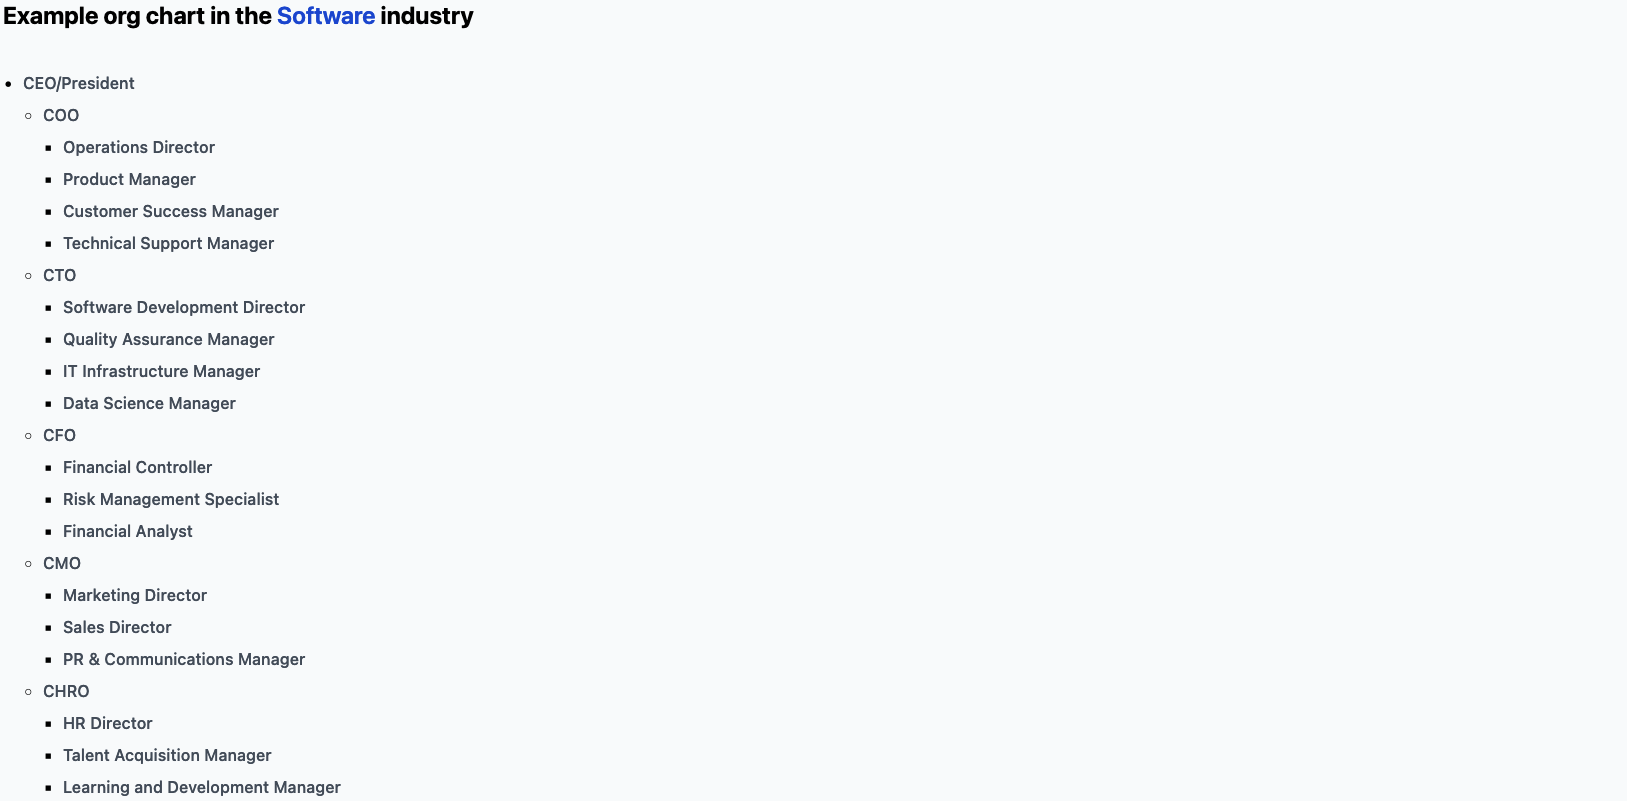 Example org chart in the Software industry
CEO/President
COO
Operations Director
Product Manager
Customer Success Manager
Technical Support Manager
CTO
Software Development Director
Quality Assurance Manager
IT Infrastructure Manager
Data Science Manager
CFO
Financial Controller
Risk Management Specialist
Financial Analyst
CMO
Marketing Director
Sales Director
PR & Communications Manager
CHRO
HR Director
Talent Acquisition Manager
Learning and Development Manager